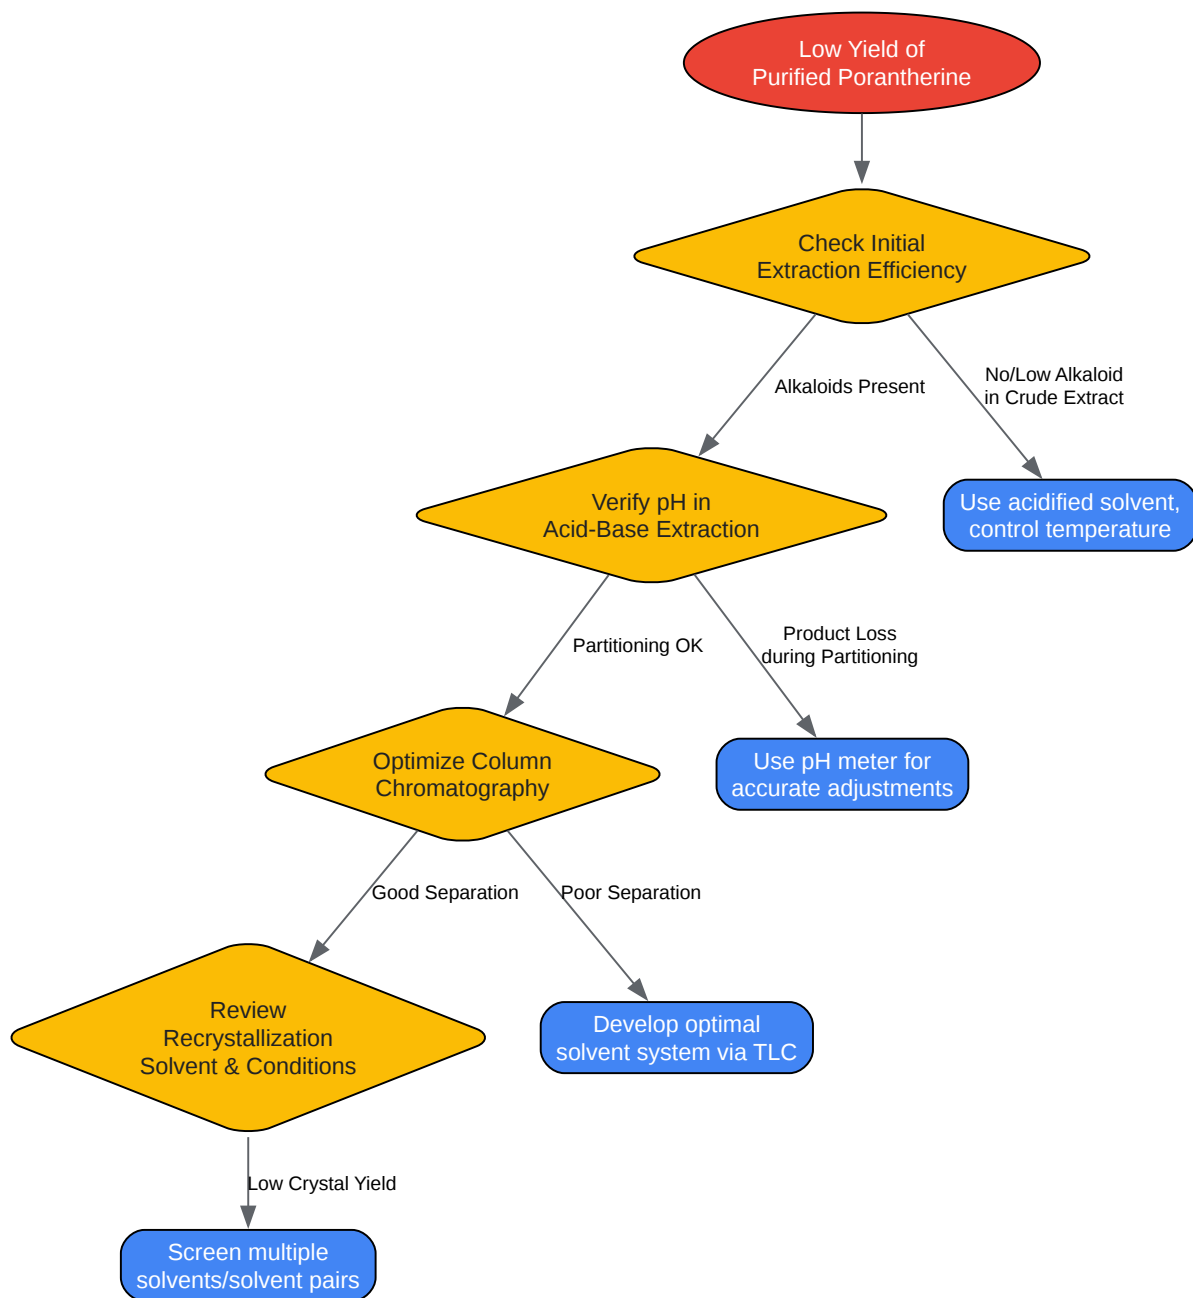 Low Yield of
Purified Porantherine
Check Initial
Extraction Efficiency
Alkaloids Present
No/Low Alkaloid
in Crude Extract
Verify pH in
Acid-Base Extraction
Use acidified solvent,
control temperature
Partitioning OK
Product Loss
during Partitioning
Optimize Column
Chromatography
Use pH meter for
accurate adjustments
Good Separation
Poor Separation
Review
Recrystallization
Solvent & Conditions
Develop optimal
solvent system via TLC
Low Crystal Yield
Screen multiple
solvents/solvent pairs